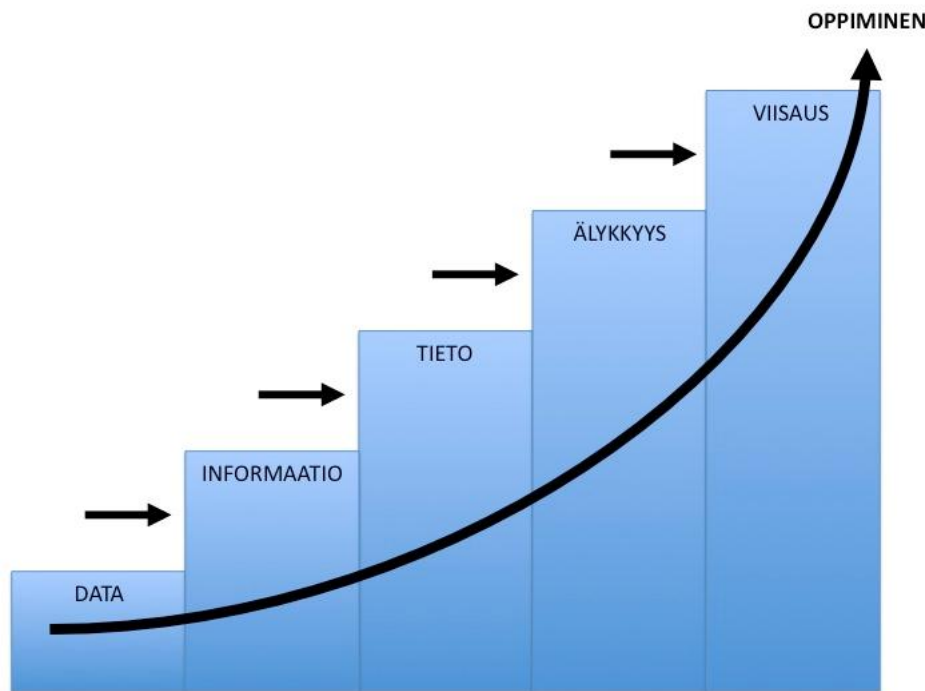 OPPIMINEN
VIISAUS
ÄLYKKYYS
TIETO
INFORMAATIO
DATA